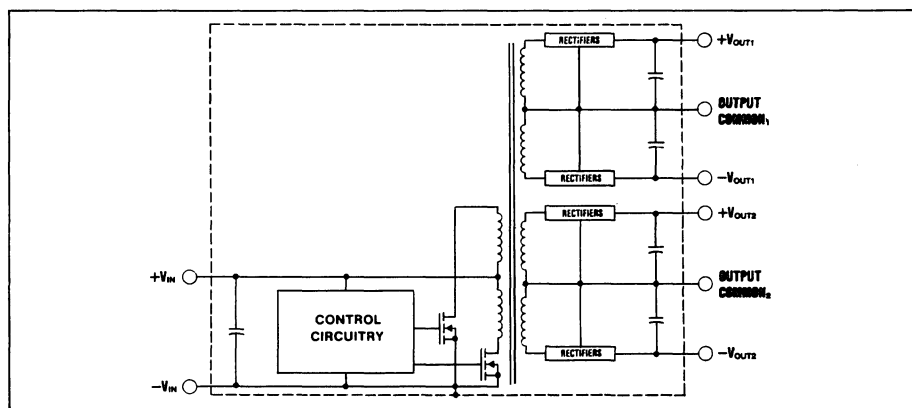 RECTIFIERS
+VOUT1
OUTPUT
COMMON1
RECTIFIERS
-VOUT1
RECTIFIERS
+VOUT2
+VIN
OUTPUT
COMMON2
CONTROL
CIRCUITRY
RECTIFIERS
-VOUT2
-VIN